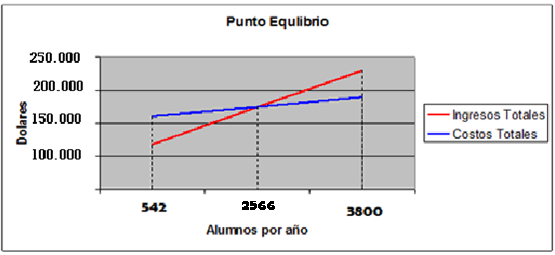 Punto Equlibrio
250.000
200.000
150.000
100.000
Dolares
542
2566
3800
Alumnos por año
Ingresos Totales
Costos Totales